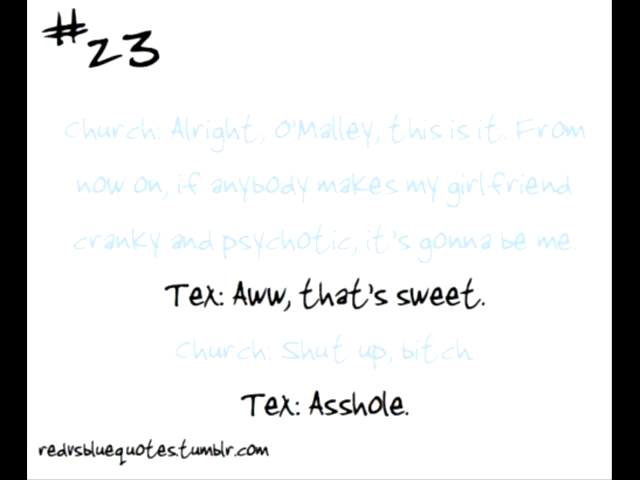 #23
Church: Alright, O'Malley, this is it. From
now on, if anybody makes my girlfriend
cranky and psychotic, it's gonna be me.
Tex: Aww, that's sweet.
Church: Shut up, bitch.
Tex: Asshole.
redvsbluequotes.tumblr.com